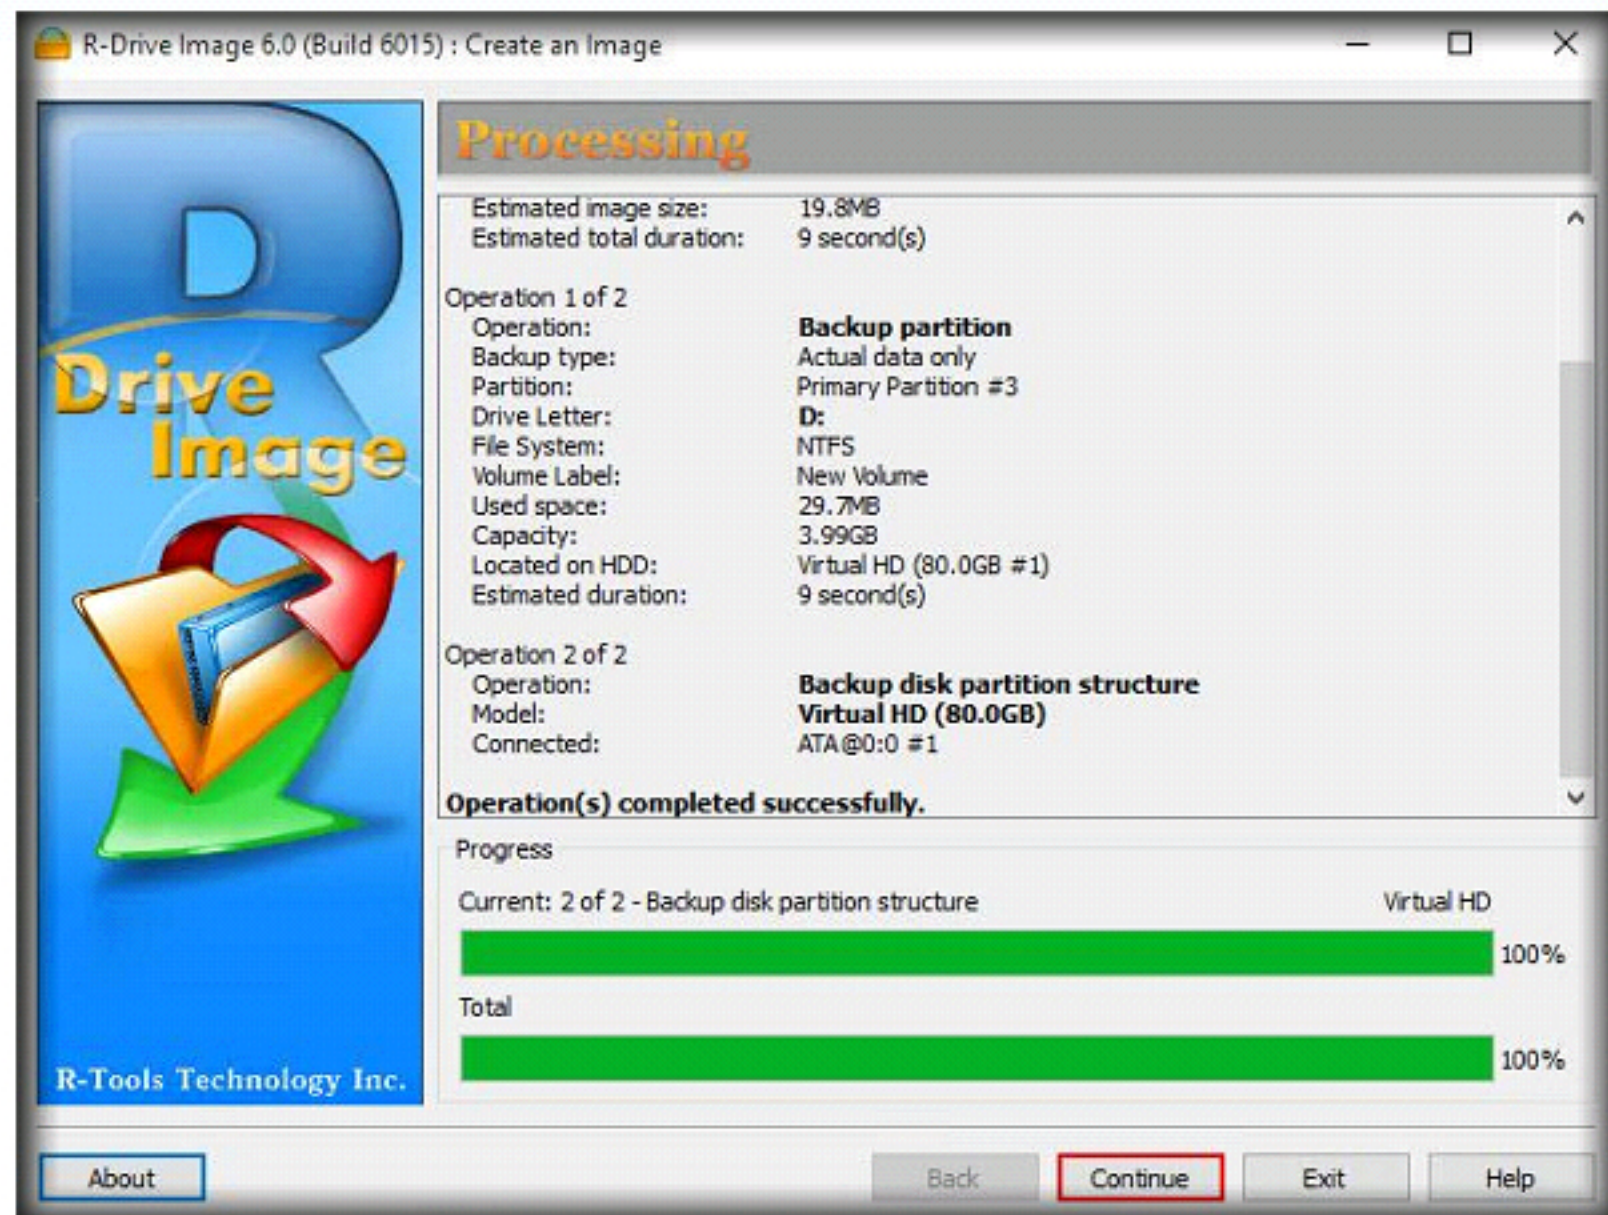 R-Drive Image 6.0 (Build 6015) : Create an Image
R
Drive
Image
R-Tools Technology Inc.
Processing
Estimated image size: 19.8MB
Estimated total duration: 9 second(s)
Operation 1 of 2
Operation: Backup partition
Backup type: Actual data only
Partition: Primary Partition #3
Drive Letter: D:
File System: NTFS
Volume Label: New Volume
Used space: 29.7MB
Capacity: 3.99GB
Located on HDD: Virtual HD (80.0GB #1)
Estimated duration: 9 second(s)
Operation 2 of 2
Operation: Backup disk partition structure
Model: Virtual HD (80.0GB)
Connected: ATA@0:0 #1
Operation(s) completed successfully.
Progress
Current: 2 of 2 - Backup disk partition structure Virtual HD
100%
Total
100%
About Back Continue Exit Help